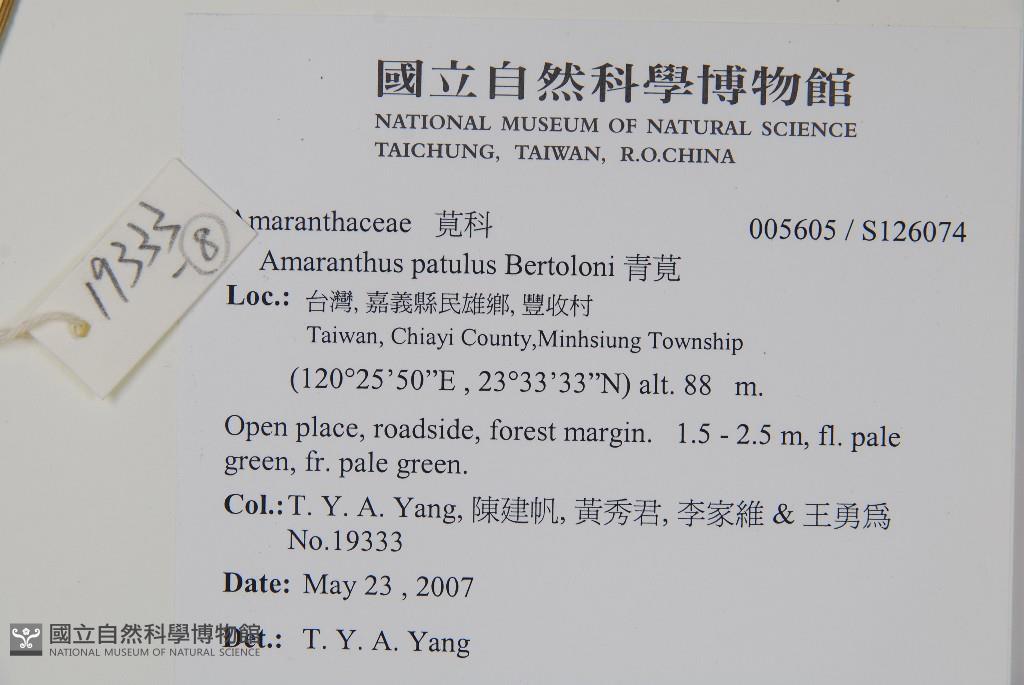 國立自然科學博物館
NATIONAL MUSEUM OF NATURAL SCIENCE
TAICHUNG, TAIWAN, R.O.CHINA
19333
-8
Amaranthaceae 莧科 005605 / S126074
Amaranthus patulus Bertoloni 青莧
Loc.: 台灣, 嘉義縣民雄鄉, 豐收村
Taiwan, Chiayi County,Minhsiung Township
(120°25’50”E , 23°33’33”N) alt. 88 m.
Open place, roadside, forest margin. 1.5 - 2.5 m, fl. pale
green, fr. pale green.
Col.: T. Y. A. Yang, 陳建帆, 黃秀君, 李家維 & 王勇為
No.19333
Date: May 23 , 2007
Det.: T. Y. A. Yang
國立自然科學博物館
NATIONAL MUSEUM OF NATURAL SCIENCE